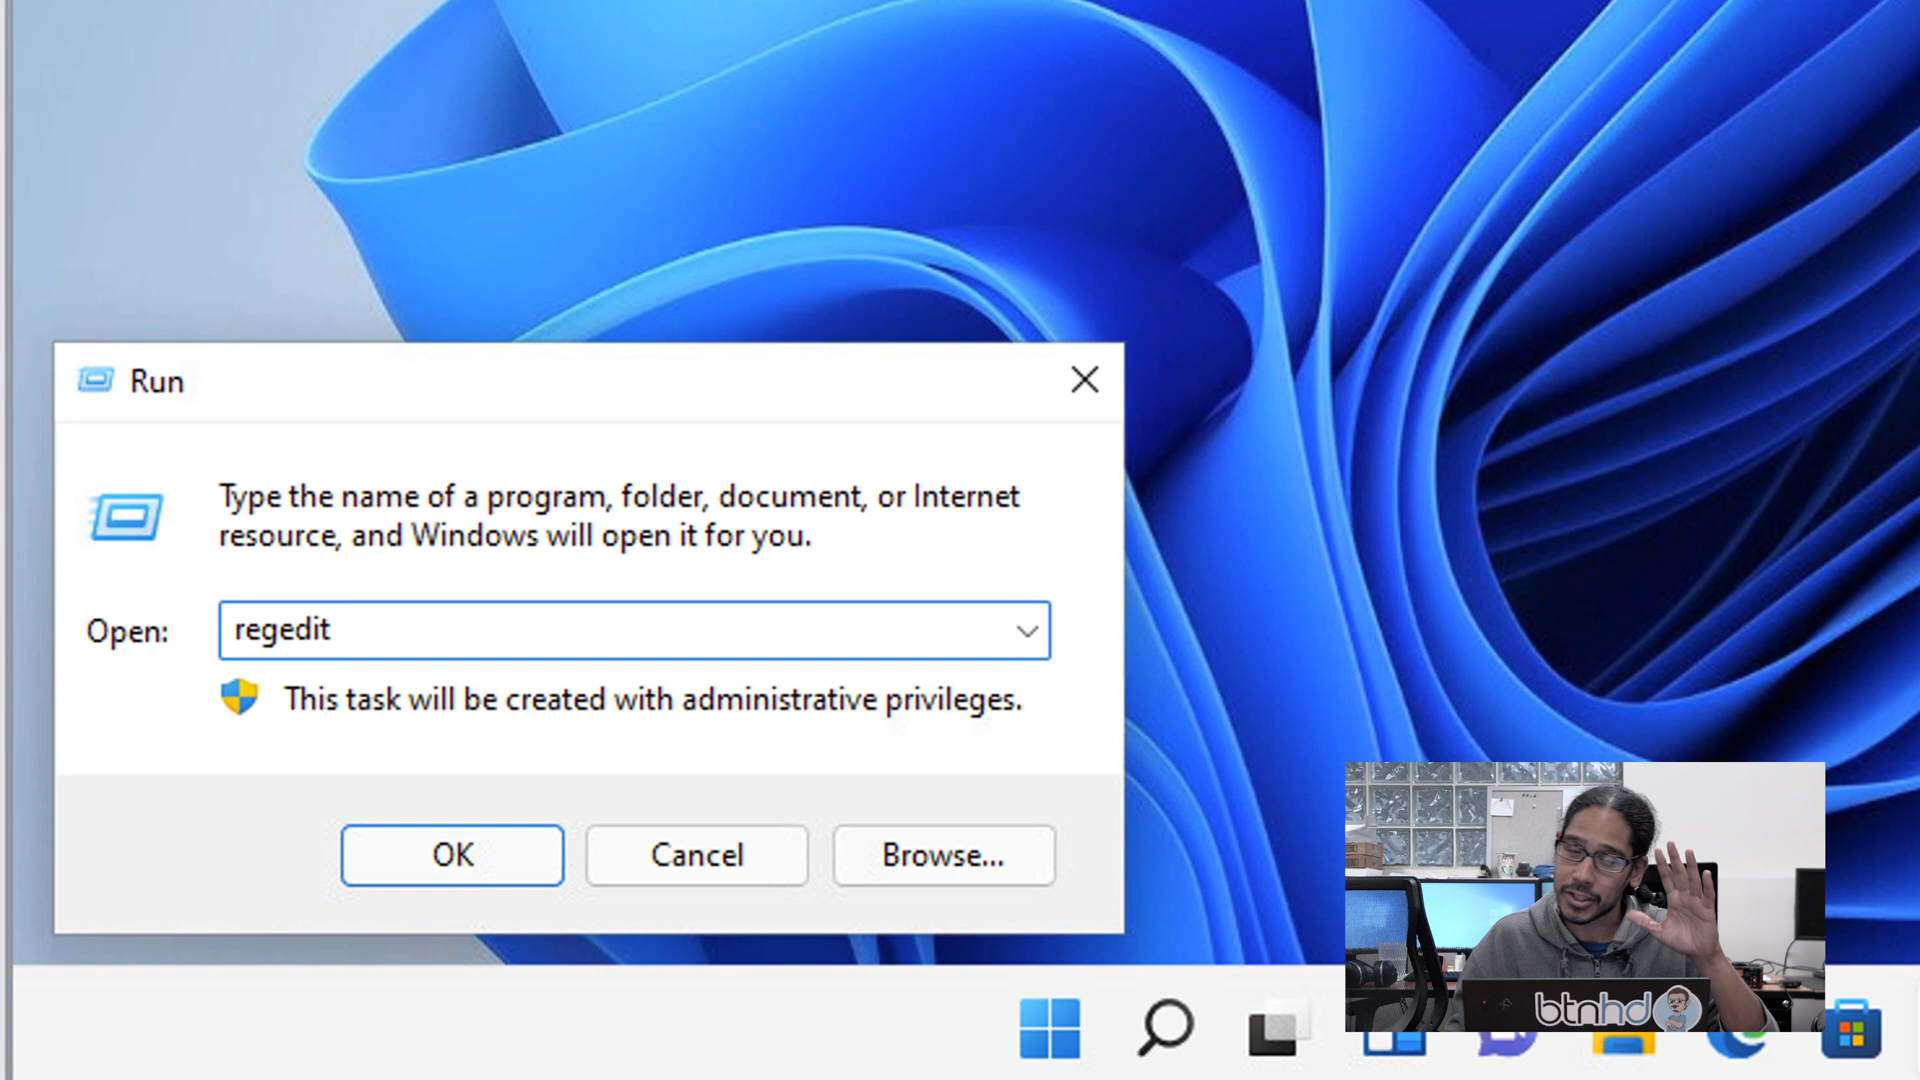 Run
Type the name of a program, folder, document, or Internet
resource, and Windows will open it for you.
Open:
regedit
This task will be created with administrative privileges.
OK
Cancel
Browse...
btnhd